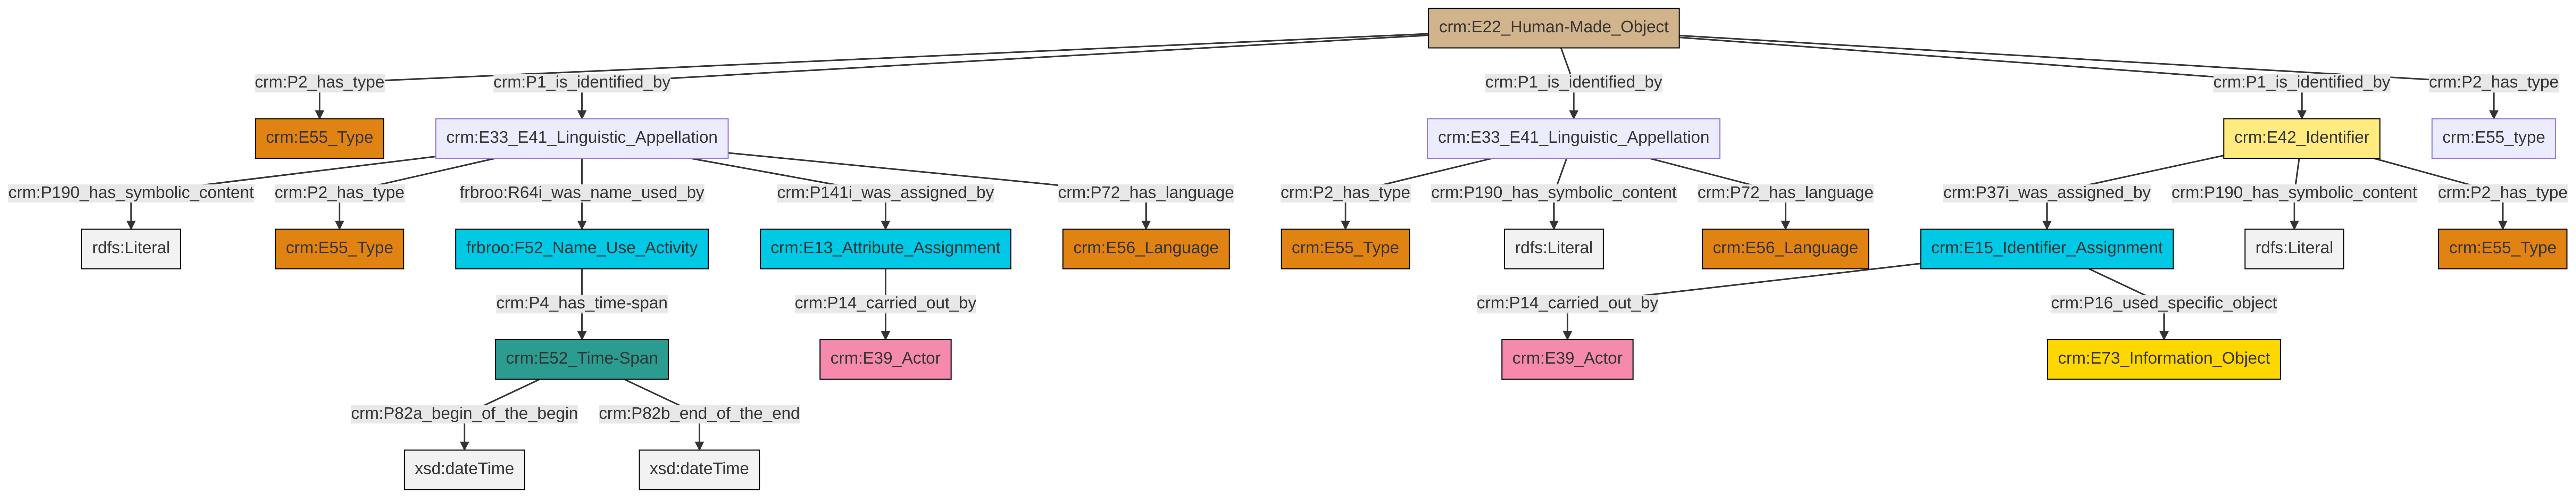 crm:E22_Human-Made_Object
crm:P2_has_type
crm:P1_is_identified_by
crm:P1_is_identified_by
crm:P1_is_identified_by
crm:P2_has_type
crm:E55_Type
crm:E33_E41_Linguistic_Appellation
crm:E33_E41_Linguistic_Appellation
crm:E42_Identifier
crm:E55_type
crm:P190_has_symbolic_content
crm:P2_has_type
frbroo:R64i_was_name_used_by
crm:P141i_was_assigned_by
crm:P72_has_language
crm:P2_has_type
crm:P190_has_symbolic_content
crm:P72_has_language
crm:P37i_was_assigned_by
crm:P190_has_symbolic_content
crm:P2_has_type
rdfs:Literal
crm:E55_Type
frbroo:F52_Name_Use_Activity
crm:E13_Attribute_Assignment
crm:E56_Language
crm:E55_Type
rdfs:Literal
crm:E56_Language
crm:E15_Identifier_Assignment
rdfs:Literal
crm:E55_Type
crm:P4_has_time-span
crm:P14_carried_out_by
crm:P14_carried_out_by
crm:P16_used_specific_object
crm:E52_Time-Span
crm:E39_Actor
crm:E39_Actor
crm:E73_Information_Object
crm:P82a_begin_of_the_begin
crm:P82b_end_of_the_end
xsd:dateTime
xsd:dateTime